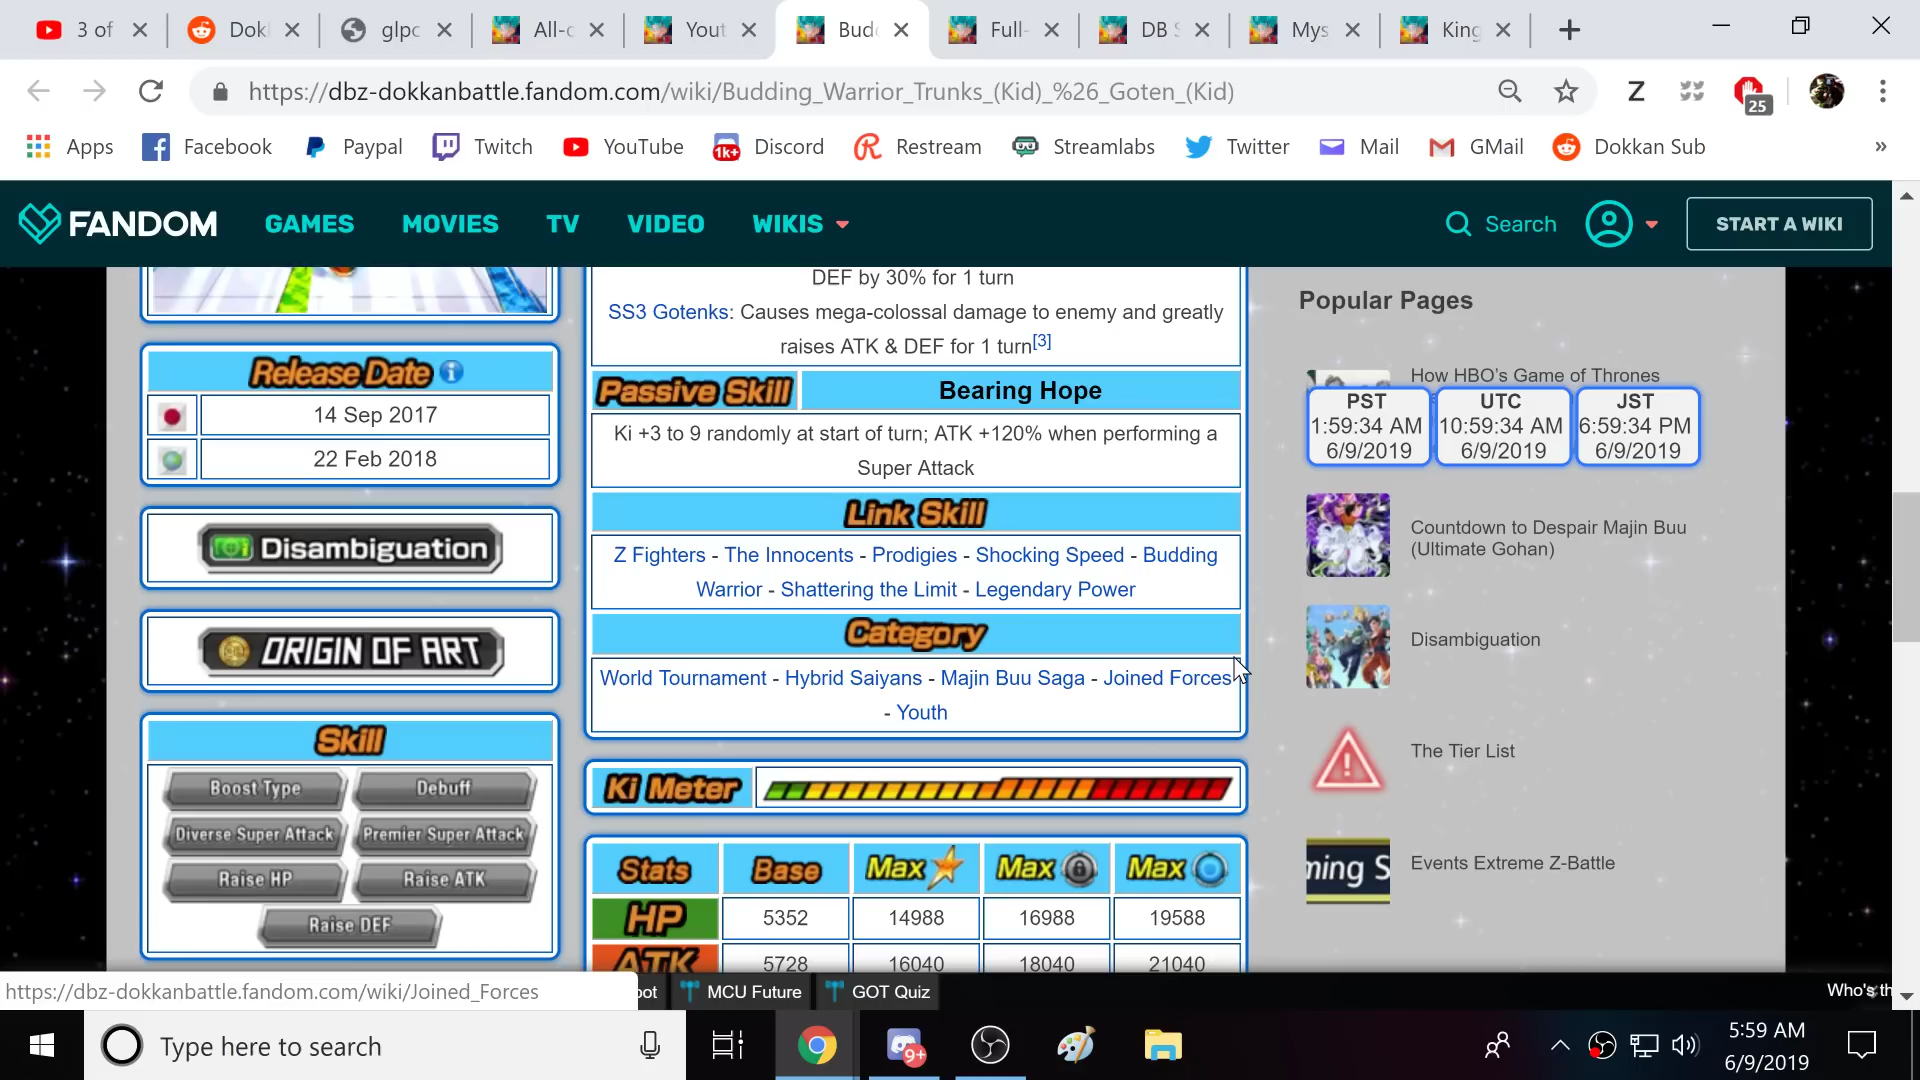 3 of
Dokl
glpc
All-c
Yout
Budd
Full-
DB S
Mys
King
https://dbz-dokkanbattle.fandom.com/wiki/Budding_Warrior_Trunks_(Kid)_%26_Goten_(Kid)
Z
25
Apps
Facebook
Paypal
Twitch
YouTube
1k+
Discord
Restream
Streamlabs
Twitter
Mail
GMail
Dokkan Sub
»
FANDOM
GAMES
MOVIES
TV
VIDEO
WIKIS
Search
START A WIKI
DEF by 30% for 1 turn
SS3 Gotenks: Causes mega-colossal damage to enemy and greatly
raises ATK & DEF for 1 turn[3]
Passive Skill
Bearing Hope
Ki +3 to 9 randomly at start of turn; ATK +120% when performing a
Super Attack
Link Skill
Z Fighters - The Innocents - Prodigies - Shocking Speed - Budding
Warrior - Shattering the Limit - Legendary Power
Category
World Tournament - Hybrid Saiyans - Majin Buu Saga - Joined Forces
- Youth
Ki Meter
Stats Base Max Max Max
HP 5352 14988 16988 19588
ATK 5728 16040 18040 21040
Release Date
14 Sep 2017
22 Feb 2018
Disambiguation
ORIGIN OF ART
Skill
Boost Type
Debuff
Diverse Super Attack
Premier Super Attack
Raise HP
Raise ATK
Raise DEF
Popular Pages
How HBO's Game of Thrones
PST
1:59:34 AM
6/9/2019
UTC
10:59:34 AM
6/9/2019
JST
6:59:34 PM
6/9/2019
Countdown to Despair Majin Buu
(Ultimate Gohan)
Disambiguation
The Tier List
ming S
Events Extreme Z-Battle
https://dbz-dokkanbattle.fandom.com/wiki/Joined_Forces
oot
MCU Future
GOT Quiz
Who's th
Type here to search
9+
5:59 AM
6/9/2019